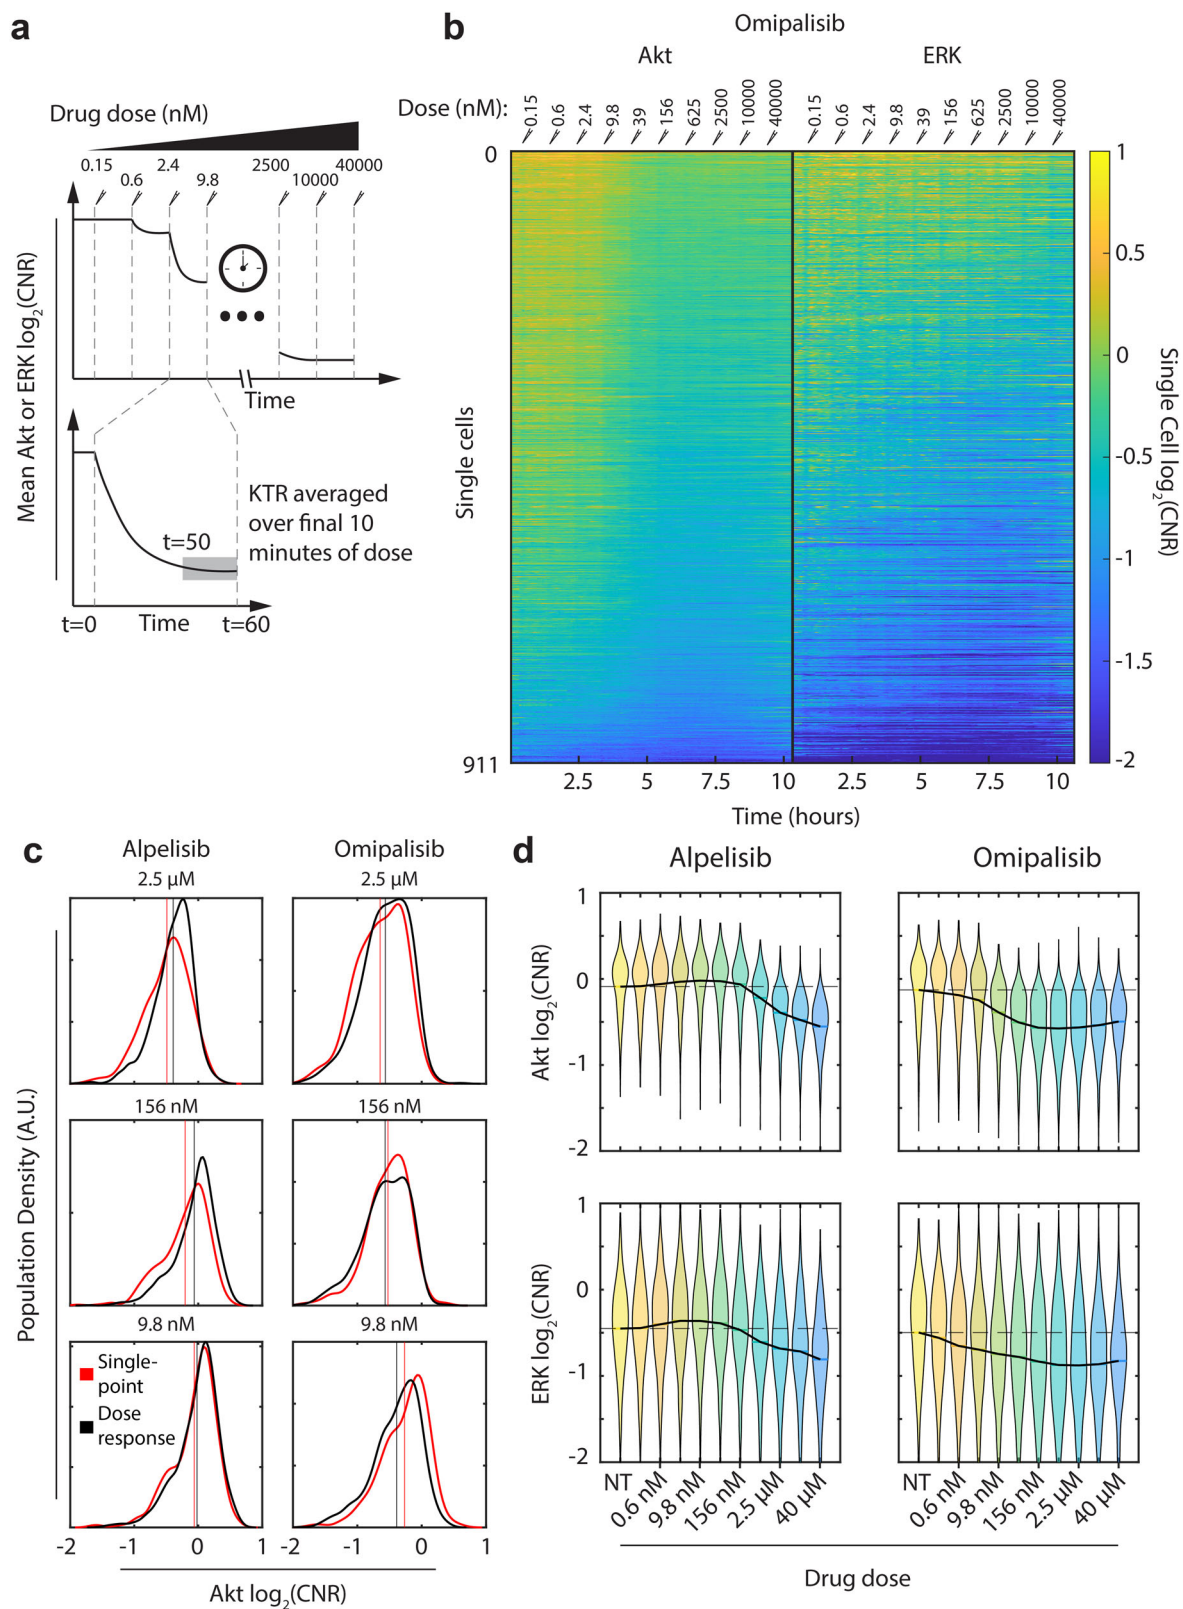 a
Drug dose (nM)
0.15
2.4
2500
40000
0.6
9.8
10000
Mean Akt or ERK log2(CNR)
Time
t=50
KTR averaged
over final 10
minutes of dose
t=0
Time
t=60
b
Omipalisib
Akt
ERK
Dose (nM):
0.15
0.6
2.4
9.8
39
156
625
2500
10000
40000
0.15
0.6
2.4
9.8
39
156
625
2500
10000
40000
0
Single cells
911
2.5
5
7.5
10
2.5
5
7.5
10
Time (hours)
1
0.5
0
-0.5
-1
-1.5
-2
Single Cell log2(CNR)
c
Alpelisib
Omipalisib
2.5 µM
2.5 µM
156 nM
156 nM
9.8 nM
9.8 nM
Population Density (A.U.)
Single-
point
Dose
response
-2
-1
0
1
-2
-1
0
1
Akt log2(CNR)
d
Alpelisib
Omipalisib
Akt log2(CNR)
1
0
-1
-2
ERK log2(CNR)
1
0
-1
-2
NT
0.6 nM
9.8 nM
156 nM
2.5 µM
40 µM
NT
0.6 nM
9.8 nM
156 nM
2.5 µM
40 µM
Drug dose